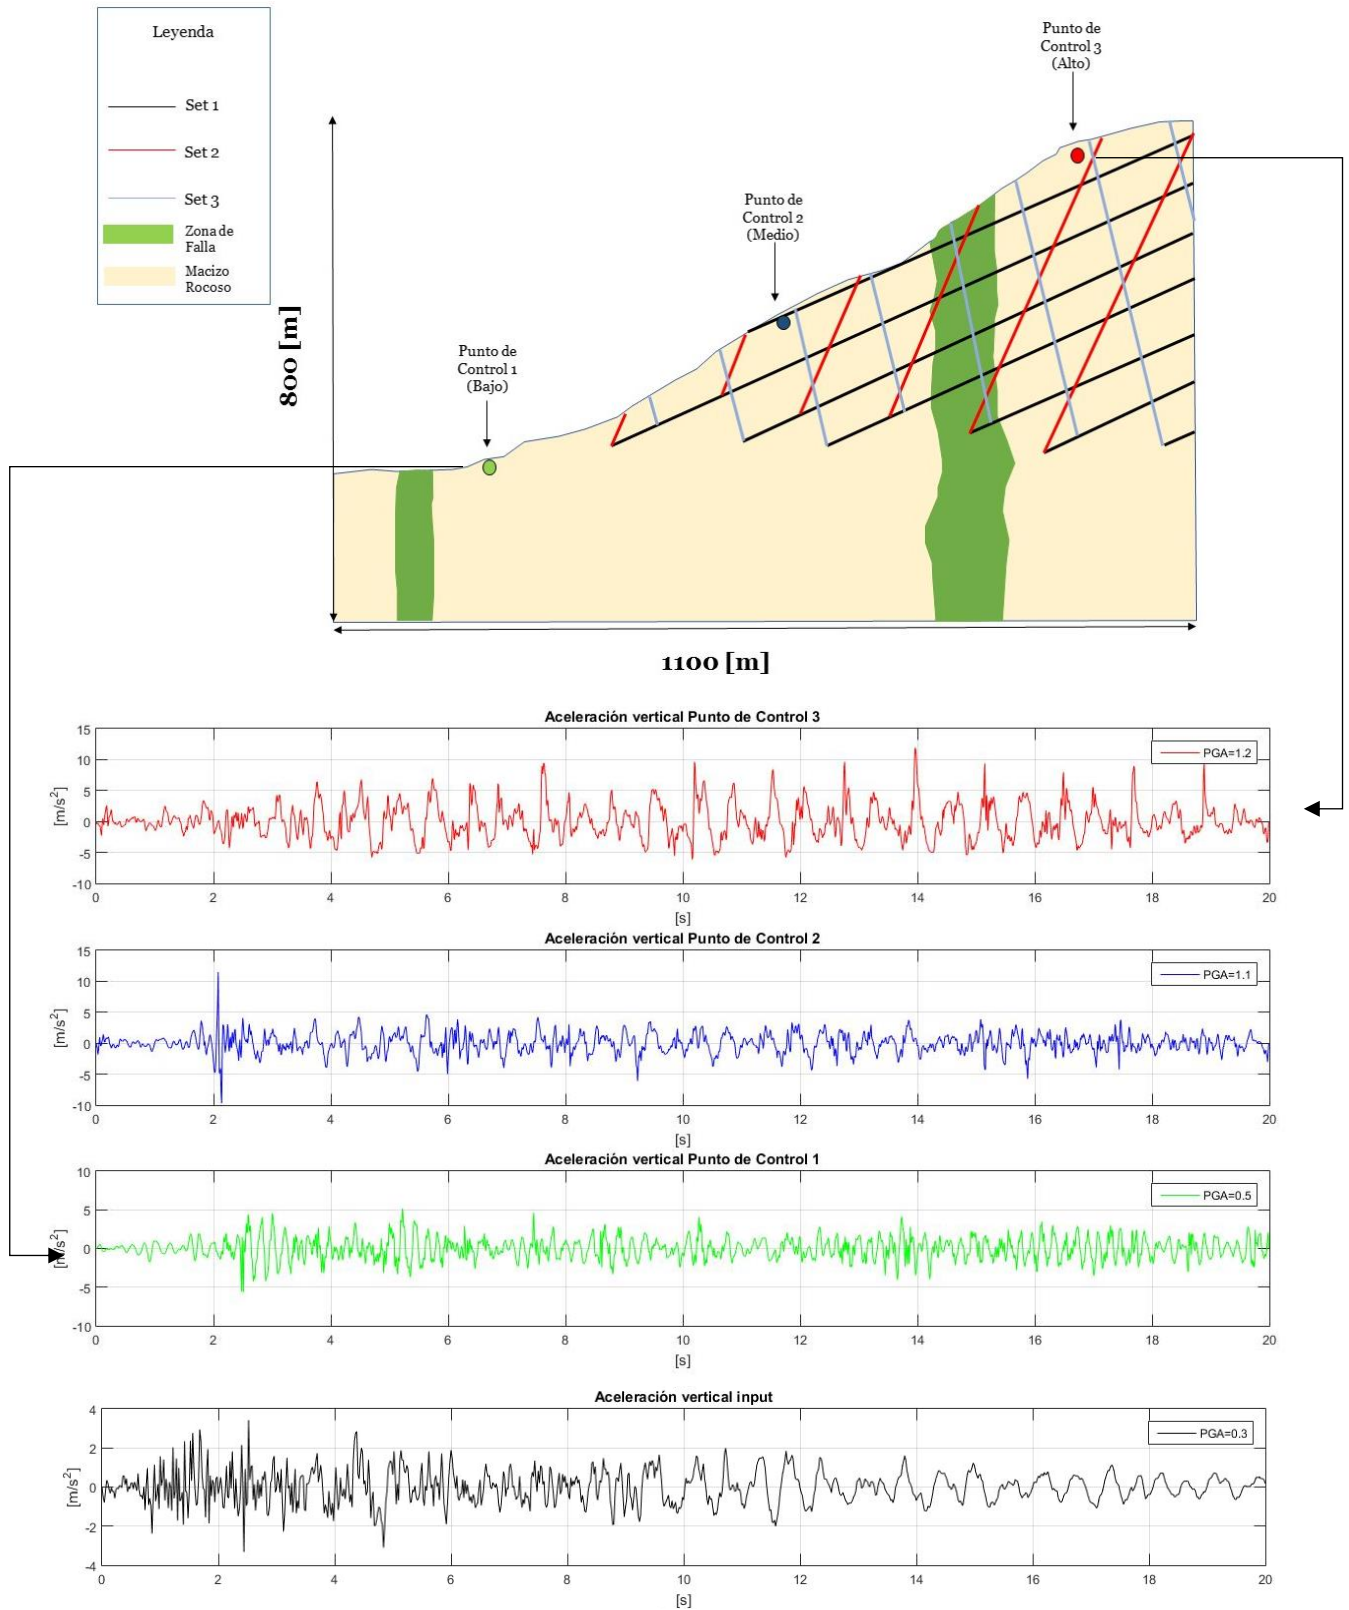 Leyenda
Set 1
Set 2
Set 3
Zona de
Falla
Macizo
Rocoso
Punto de
Control 3
(Alto)
Punto de
Control 2
(Medio)
Punto de
Control 1
(Bajo)
800 [m]
1100 [m]
Aceleración vertical Punto de Control 3
PGA=1.2
15
10
5
0
-5
-10
[m/s²]
0 2 4 6 8 10 12 14 16 18 20
[s]
Aceleración vertical Punto de Control 2
PGA=1.1
15
10
5
0
-5
-10
[m/s²]
0 2 4 6 8 10 12 14 16 18 20
[s]
Aceleración vertical Punto de Control 1
PGA=0.5
10
5
0
-5
-10
[m/s²]
0 2 4 6 8 10 12 14 16 18 20
[s]
Aceleración vertical input
PGA=0.3
4
2
0
-2
-4
[m/s²]
0 2 4 6 8 10 12 14 16 18 20
[s]